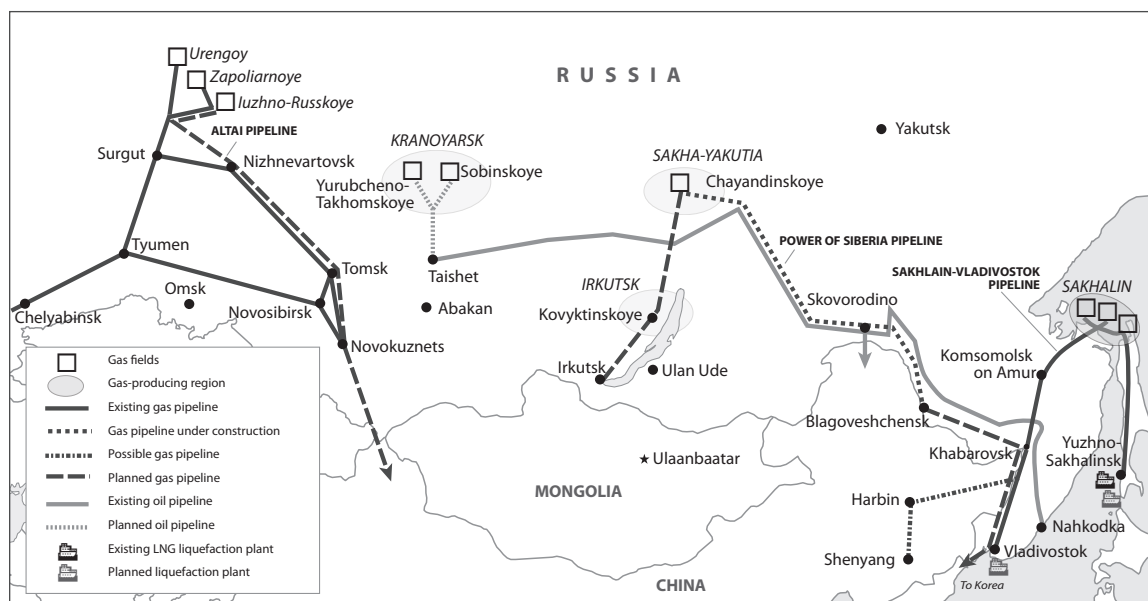 Urengoy
Zapoliarnoye
Iuzhno-Russkoye
RUSSIA
ALTAI PIPELINE
Surgut
Nizhnevartovsk
KRANOYARSK
Sobinskoye
Yurubcheno-
Takhomskoye
SAKHA-YAKUTIA
Chayandinskoye
Yakutsk
Tyumen
Tomsk
Taishet
POWER OF SIBERIA PIPELINE
SAKHLAIN-VLADIVOSTOK
PIPELINE
SAKHALIN
Omsk
Chelyabinsk
Novosibirsk
Abakan
IRKUTSK
Kovyktinskoye
Skovorodino
Novokuznets
Irkutsk
Ulan Ude
Komsomolsk
on Amur
Blagoveshchensk
Khabarovsk
Yuzhno-
Sakhalinsk
Ulaanbaatar
MONGOLIA
Harbin
Nahkodka
Shenyang
Vladivostok
To Korea
CHINA
Gas fields
Gas-producing region
Existing gas pipeline
Gas pipeline under construction
Possible gas pipeline
Planned gas pipeline
Existing oil pipeline
Planned oil pipeline
Existing LNG liquefaction plant
Planned liquefaction plant